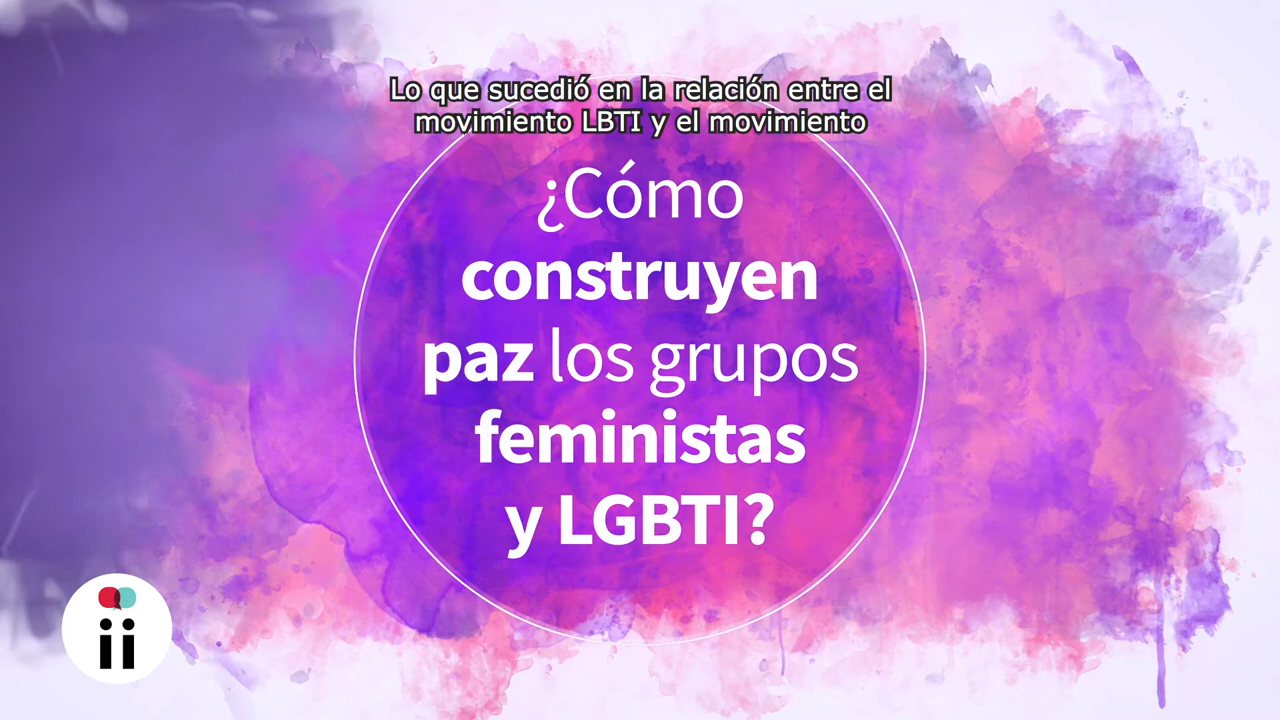 Lo que sucedió en la relación entre el
movimiento LBTI y el movimiento
¿Cómo
construyen
paz los grupos
feministas
y LGBTI?
ii